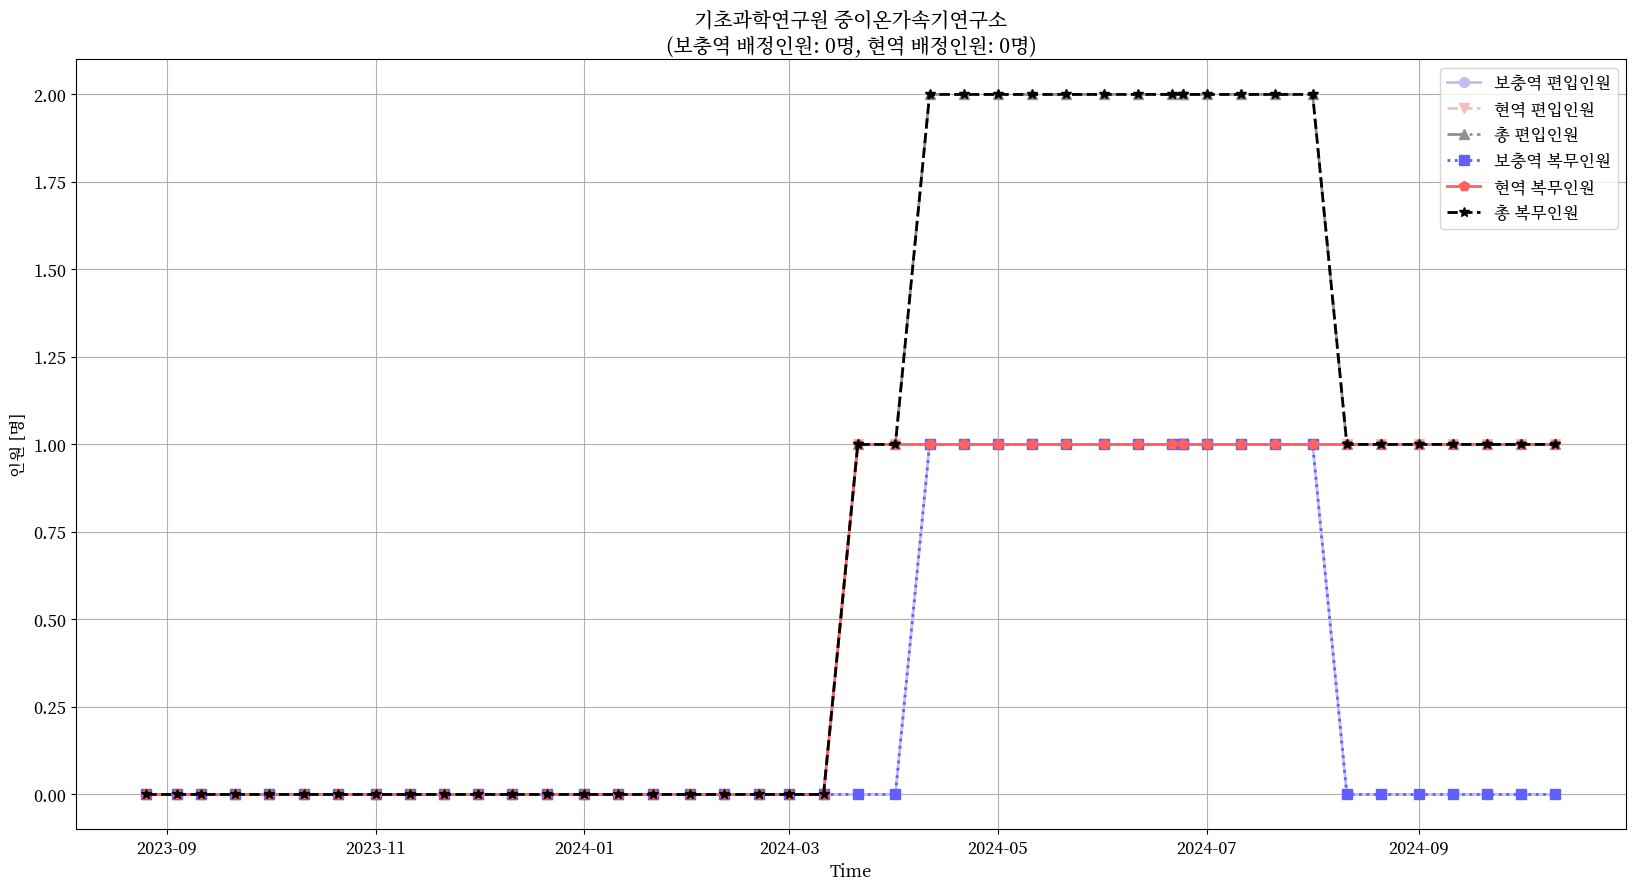 기초과학연구원 중이온가속기연구소
(보충역 배정인원: 0명, 현역 배정인원: 0명)
보충역 편입인원
현역 편입인원
총 편입인원
보충역 복무인원
현역 복무인원
총 복무인원
2.00
1.75
1.50
1.25
1.00
0.75
0.50
0.25
0.00
인원 [명]
2023-09
2023-11
2024-01
2024-03
2024-05
2024-07
2024-09
Time